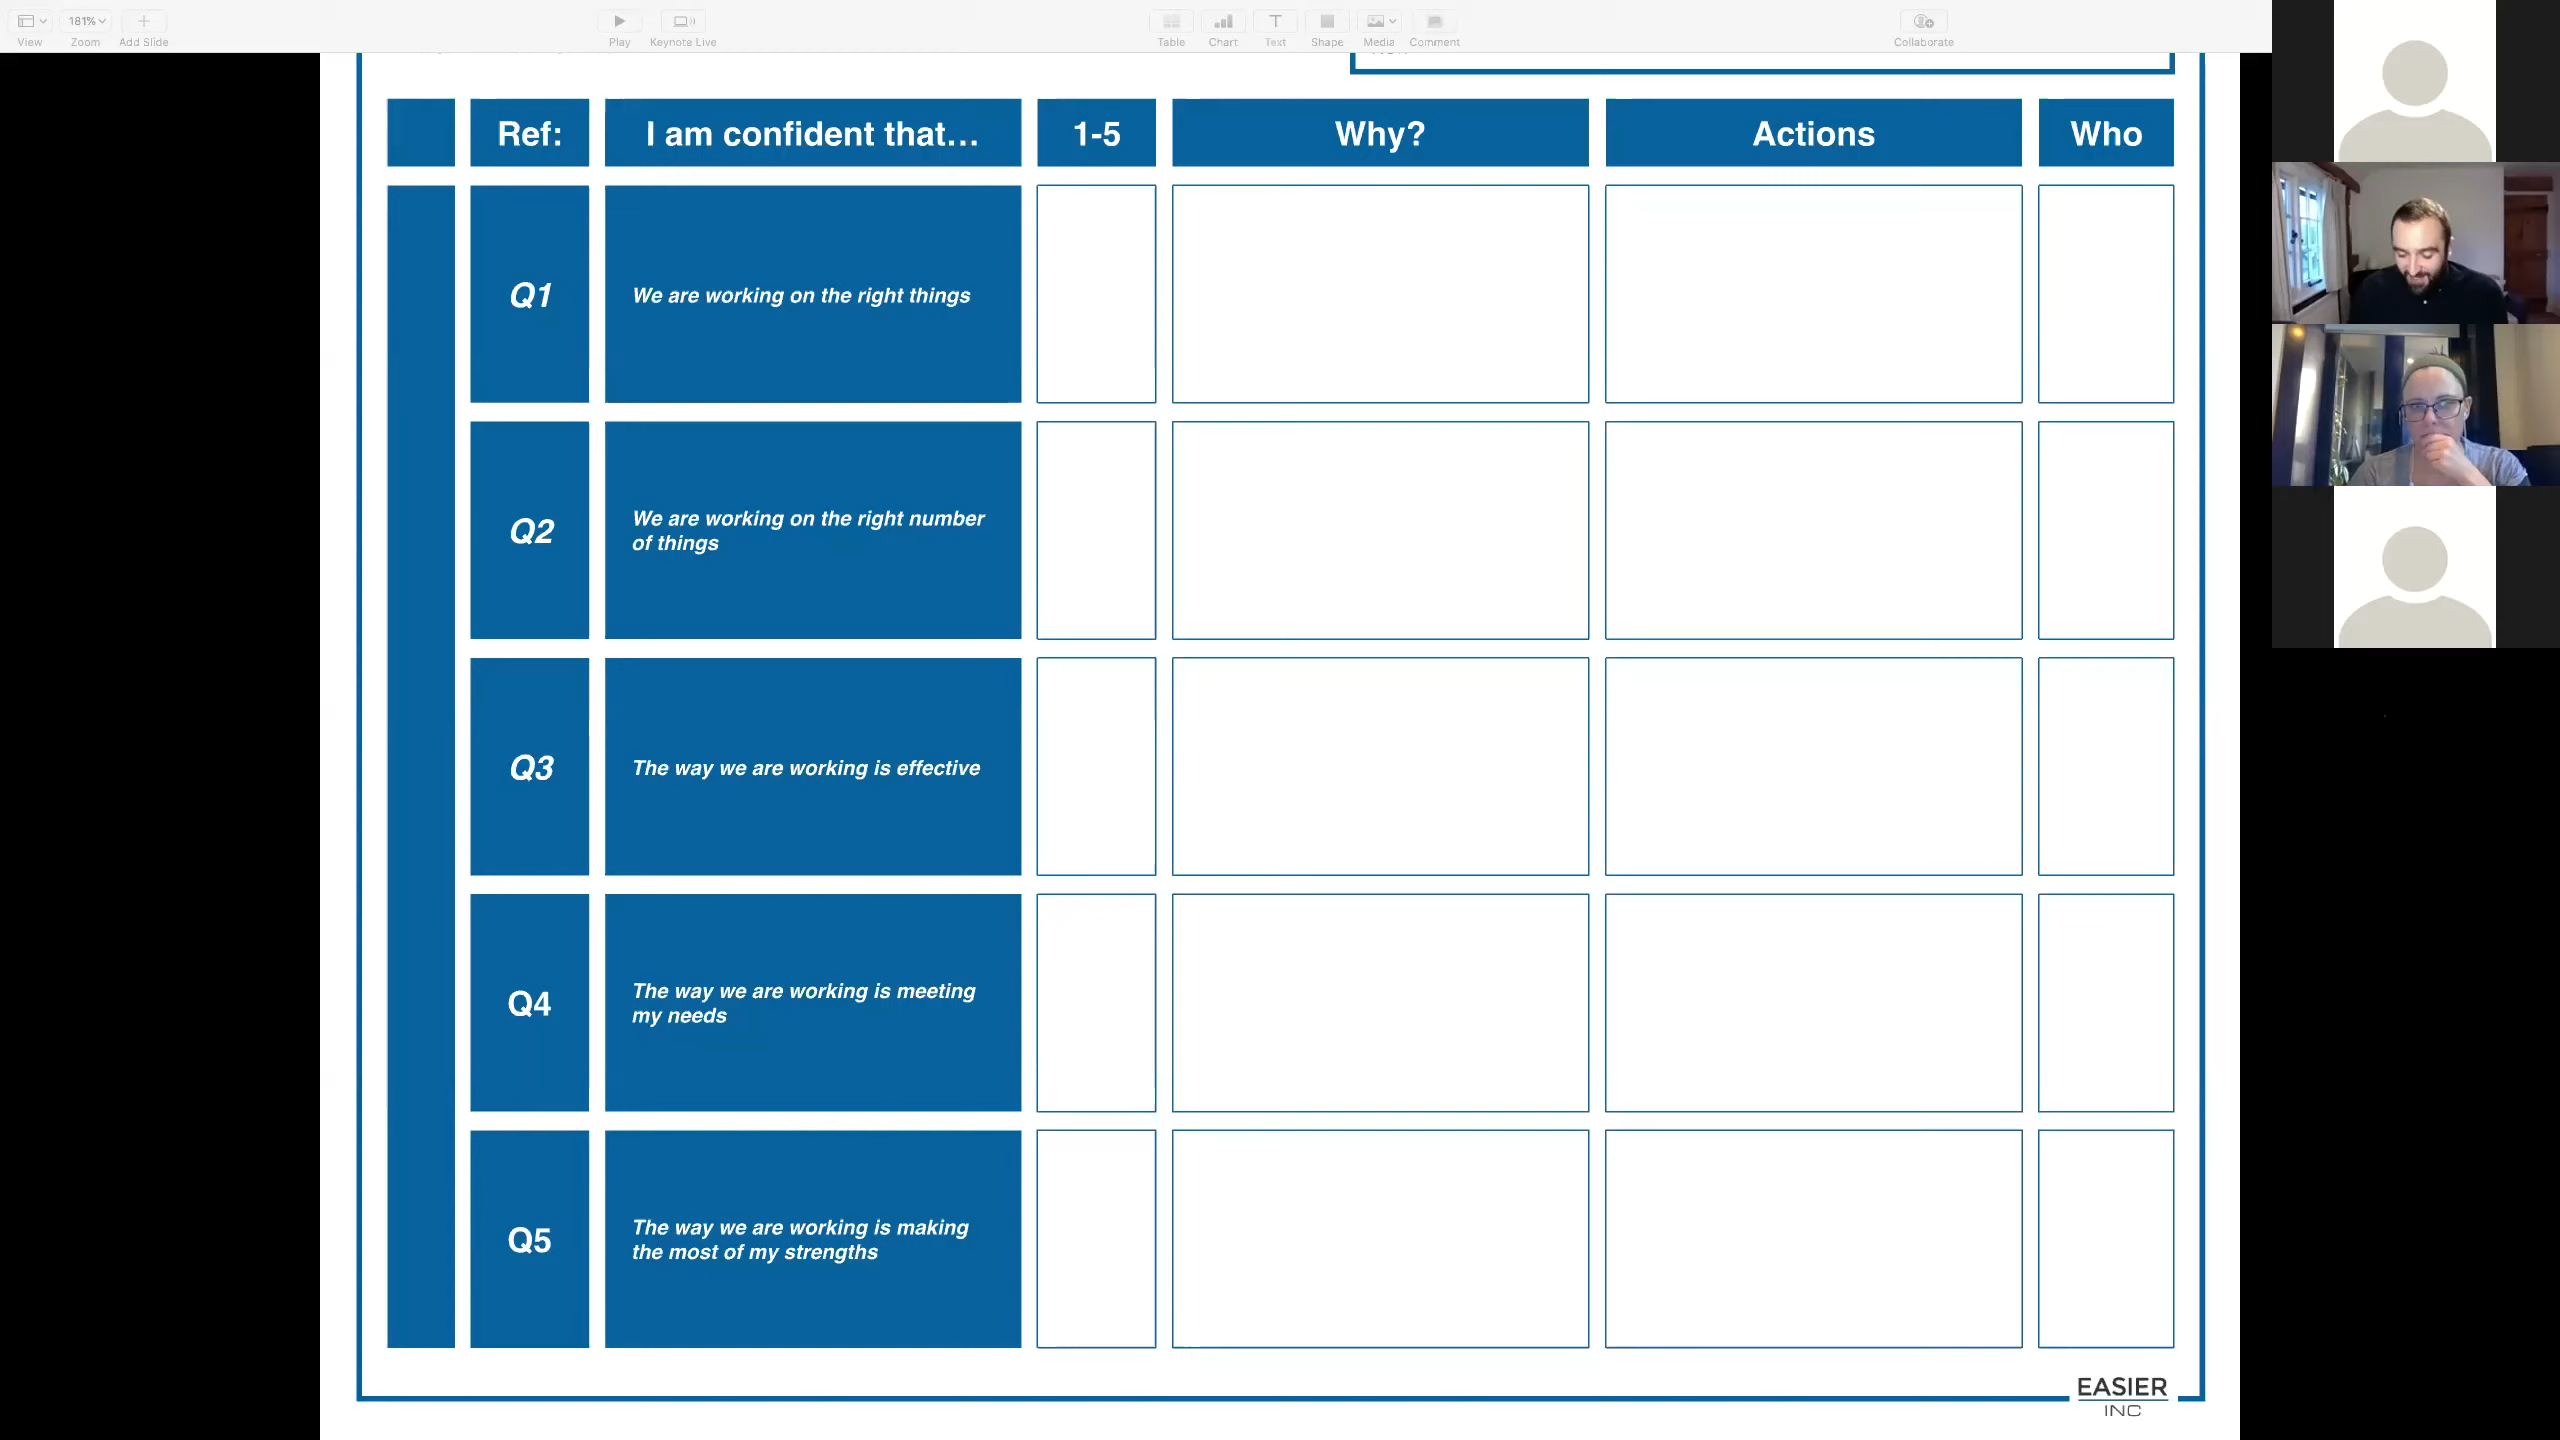 181%
View
Zoom
Add Slide
Play
Keynote Live
Table
Chart
T
Text
Shape
Media
Comment
Collaborate
Ref:
I am confident that...
1-5
Why?
Actions
Who
Q1
We are working on the right things
Q2
We are working on the right number
of things
Q3
The way we are working is effective
Q4
The way we are working is meeting
my needs
Q5
The way we are working is making
the most of my strengths
EASIER
INC